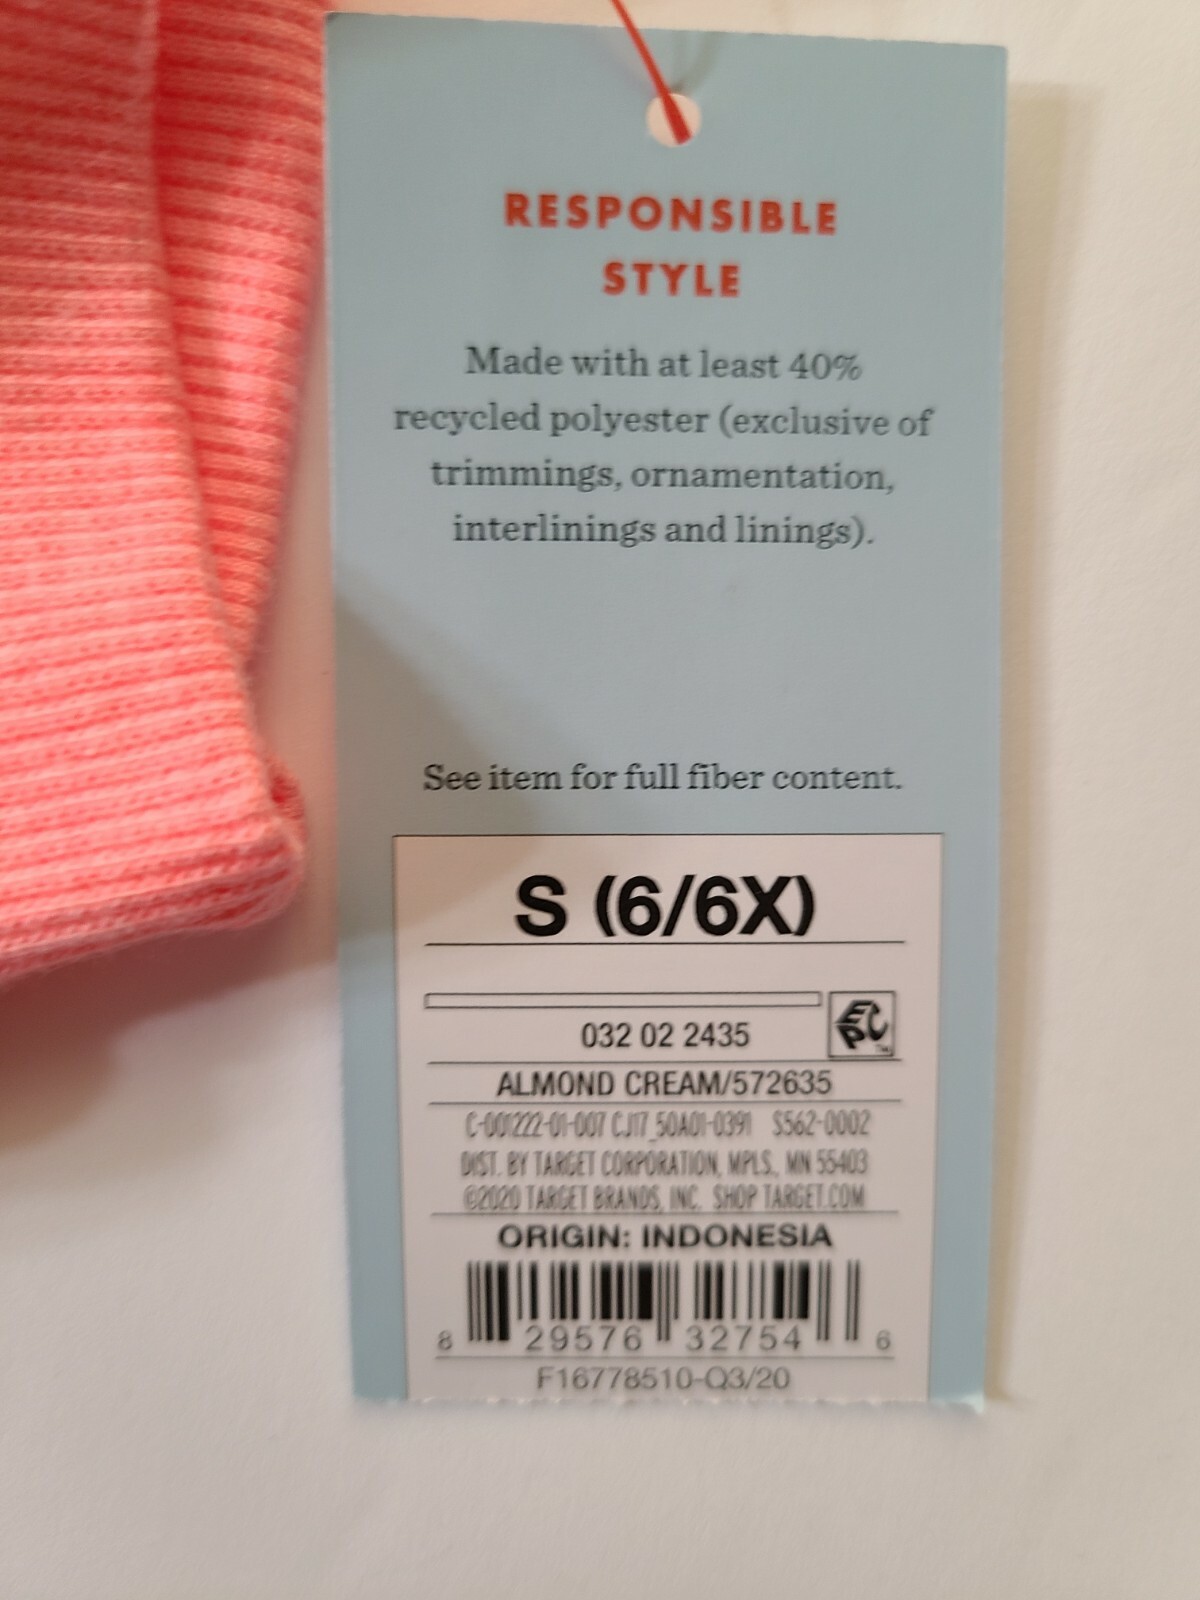 RESPONSIBLE
STYLE
Made with at least 40%
recycled polyester (exclusive of
trimmings, ornamentation,
interlinings and linings).
See item for full fiber content.
S (6/6X)
EPC
TM
032 02 2435
ALMOND CREAM/572635
C-001222-01-007 CJ17_50A01-0391 S562-0002
DIST. BY TARGET CORPORATION, MPLS., MN 55403
©2020 TARGET BRANDS, INC. SHOP TARGET.COM
ORIGIN: INDONESIA
8 29576 32754 6
F16778510-Q3/20